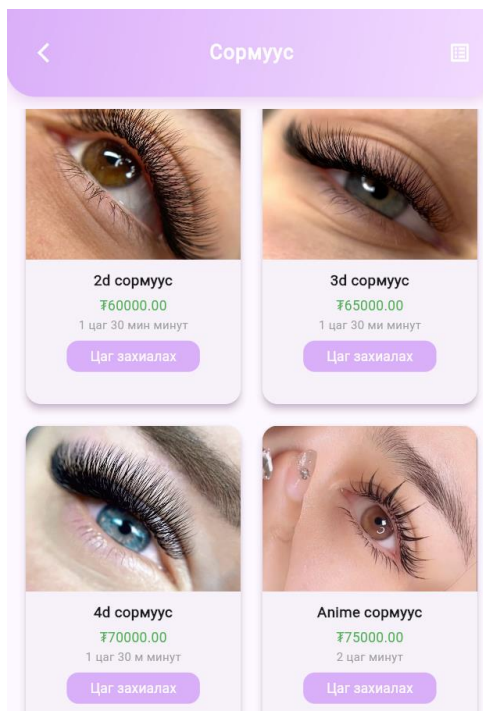 Сормуус
2d сормуус
₮60000.00
1 цаг 30 мин минут
Цаг захиалах
3d сормуус
₮65000.00
1 цаг 30 ми минут
Цаг захиалах
4d сормуус
₮70000.00
1 цаг 30 м минут
Цаг захиалах
Anime сормуус
₮75000.00
2 цаг минут
Цаг захиалах